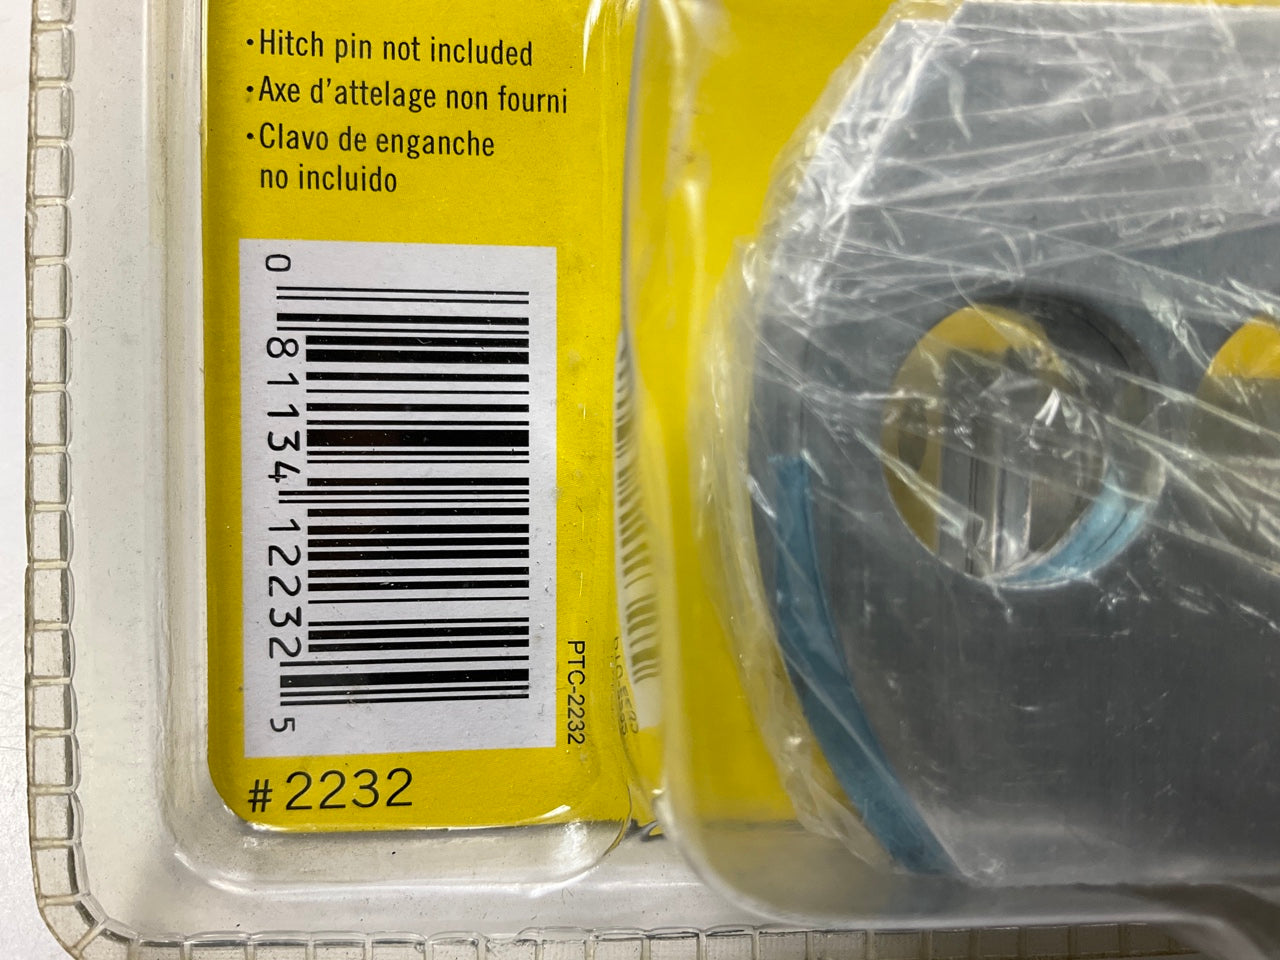 •Hitch pin not included
•Axe d'attelage non fourni
•Clavo de enganche
no incluido
0 81134 12232 5
PTC-2232
#2232